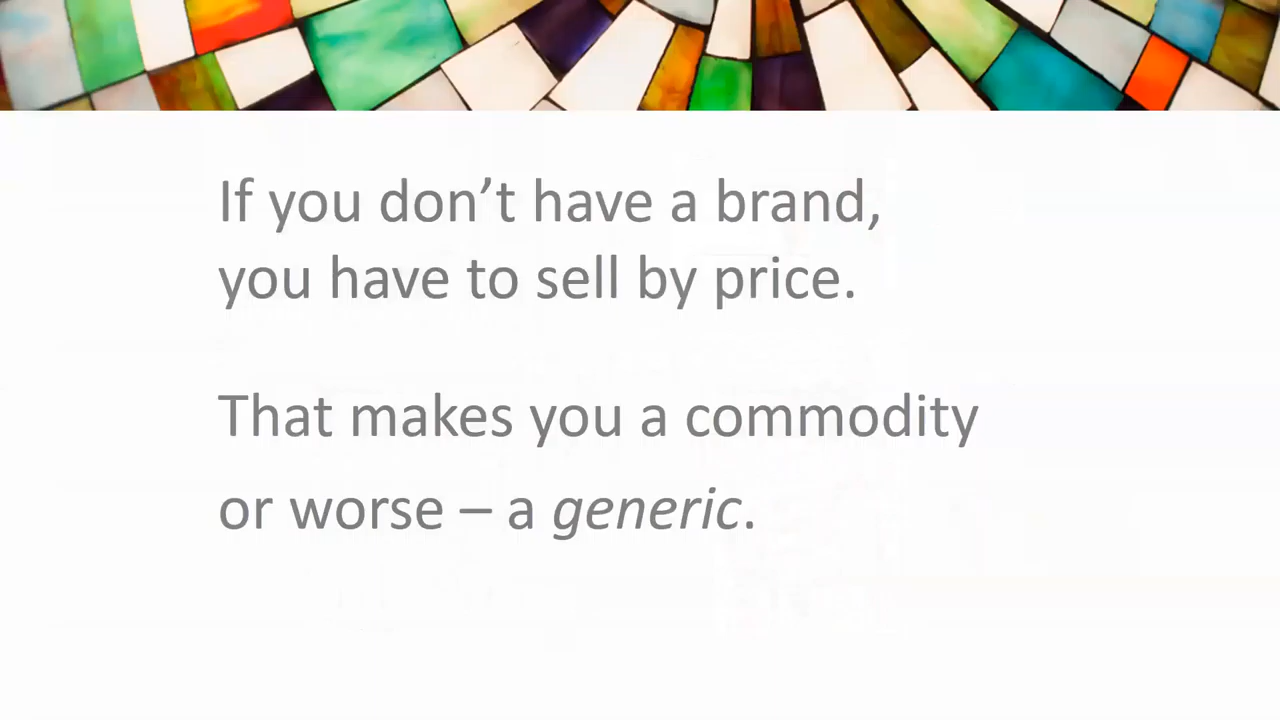 If you don’t have a brand,
you have to sell by price.
That makes you a commodity
or worse – a generic.